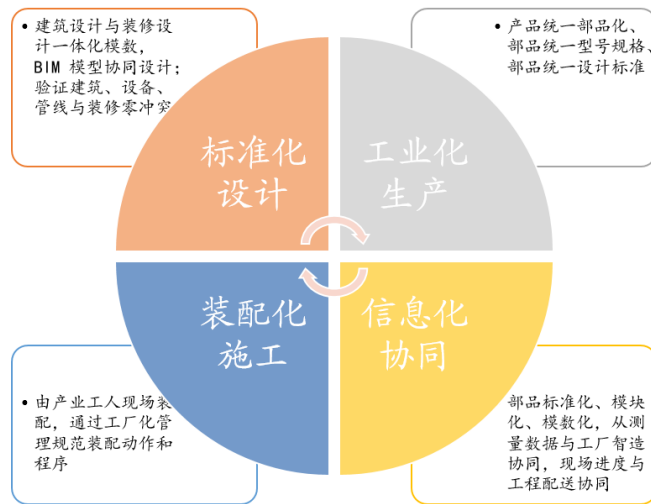 • 建筑设计与装修设
计一体化模数，
BIM 模型协同设计；
验证建筑、设备、
管线与装修零冲突
• 产品统一部品化、
部品统一型号规格、
部品统一设计标准
标准化
设计
工业化
生产
装配化
施工
信息化
协同
• 由产业工人现场装
配，通过工厂化管
理规范装配动作和
程序
部品标准化、模块
化、模数化，从测
量数据与工厂智造
协同，现场进度与
工程配送协同